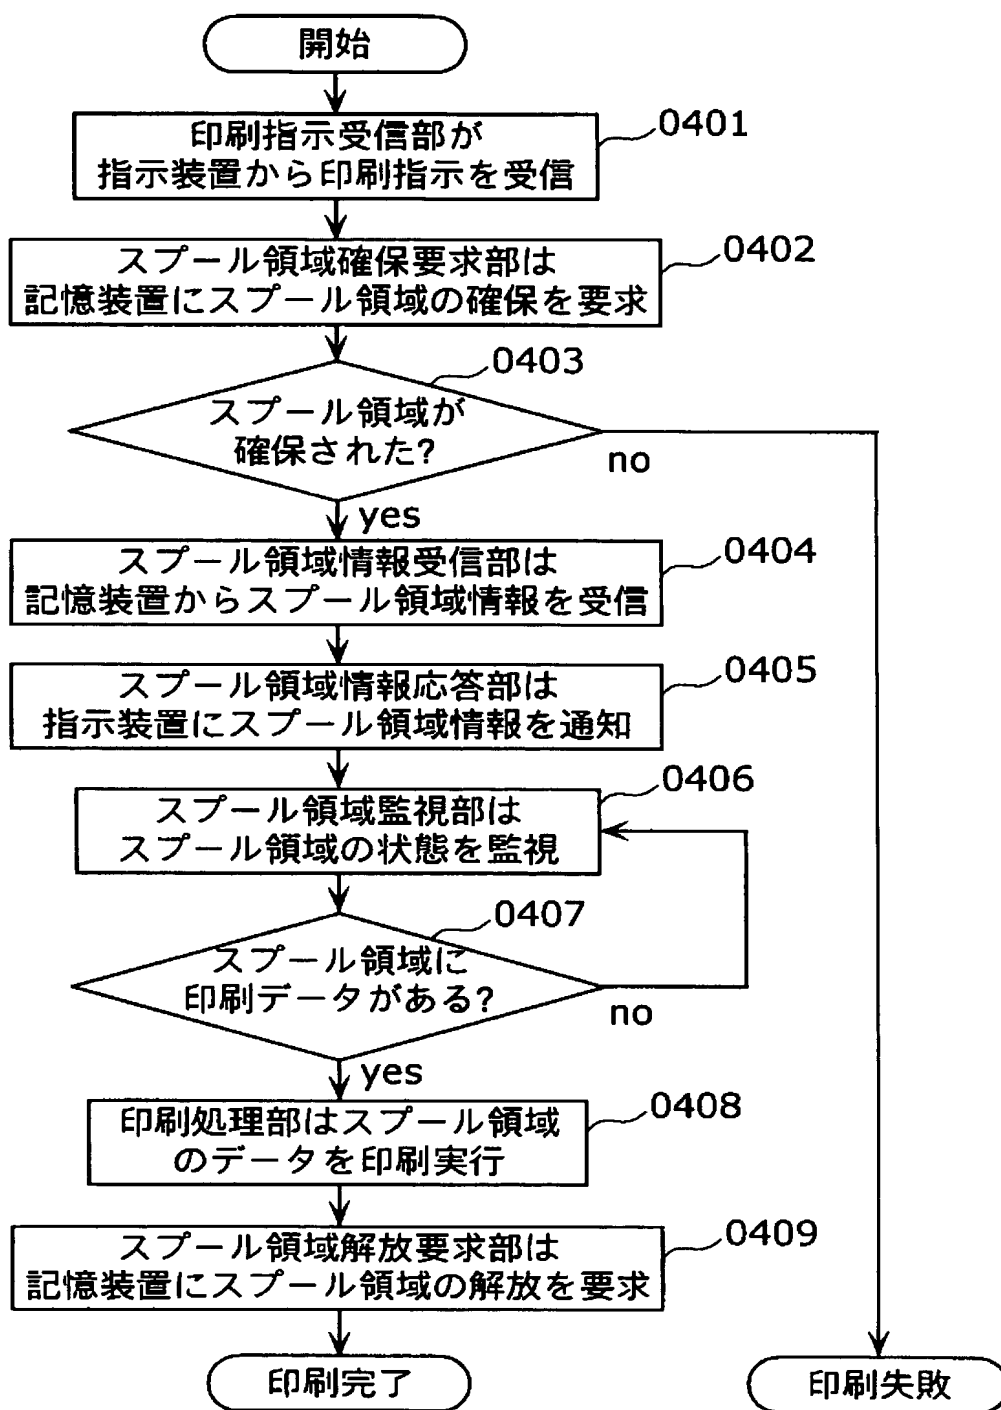 開始
印刷指示受信部が
指示装置から印刷指示を受信
0401
スプール領域確保要求部は
記憶装置にスプール領域の確保を要求
0402
スプール領域が
確保された?
0403
no
yes
スプール領域情報受信部は
記憶装置からスプール領域情報を受信
0404
スプール領域情報応答部は
指示装置にスプール領域情報を通知
0405
スプール領域監視部は
スプール領域の状態を監視
0406
スプール領域に
印刷データがある?
0407
no
yes
印刷処理部はスプール領域
のデータを印刷実行
0408
スプール領域解放要求部は
記憶装置にスプール領域の解放を要求
0409
印刷完了
印刷失敗